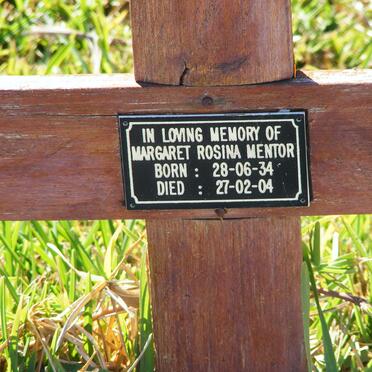 IN LOVING MEMORY OF
MARGARET ROSINA MENTOR
BORN : 28-06-34
DIED : 27-02-04